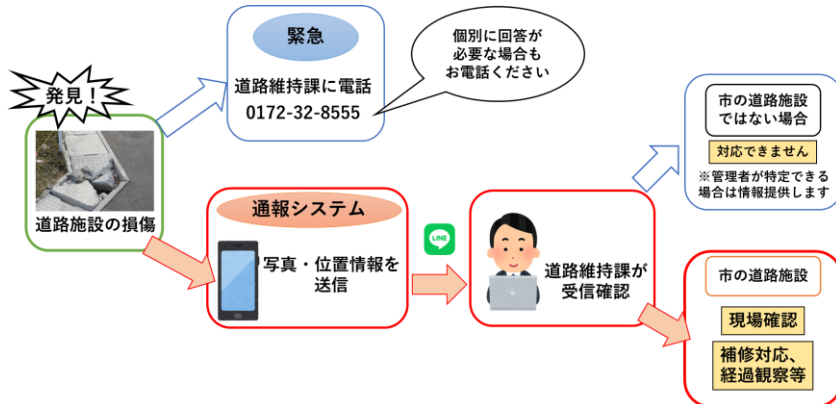 発見！
道路施設の損傷
緊急
道路維持課に電話
0172-32-8555
個別に回答が
必要な場合も
お電話ください
通報システム
写真・位置情報を
送信
LINE
道路維持課が
受信確認
市の道路施設
ではない場合
対応できません
※管理者が特定できる
場合は情報提供します
市の道路施設
現場確認
補修対応、
経過観察等